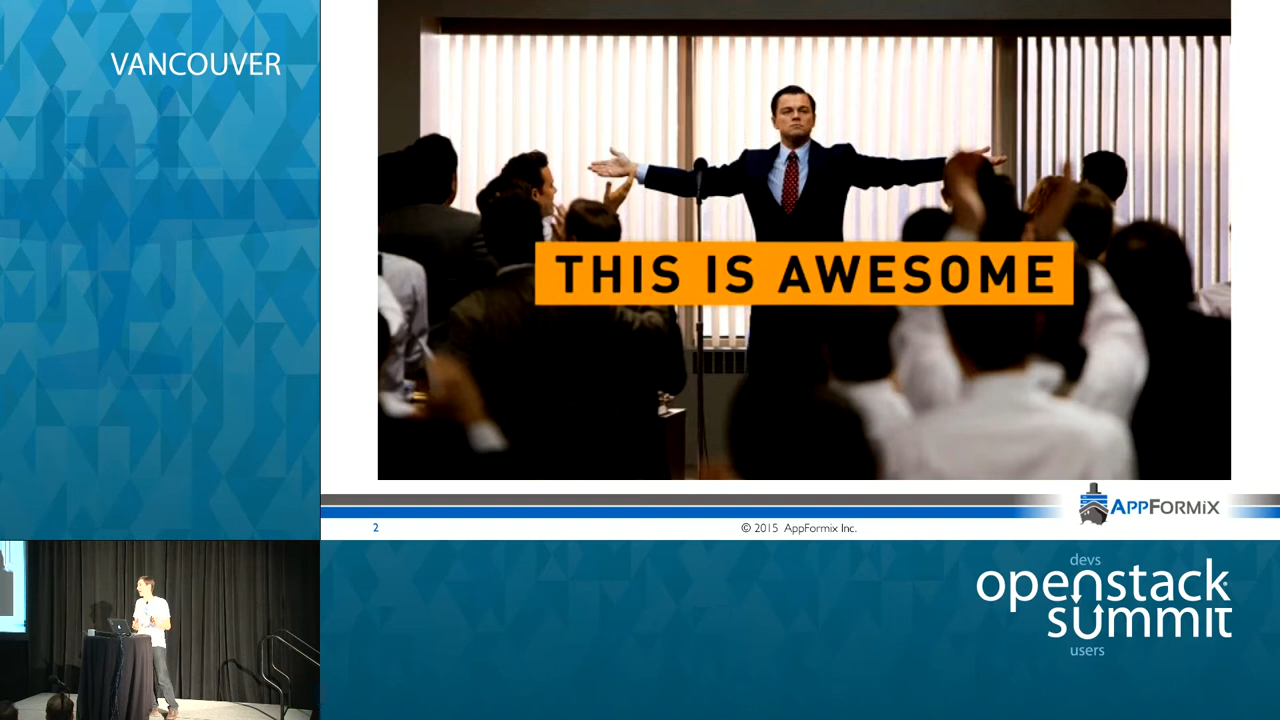 VANCOUVER
THIS IS AWESOME
APPFORMIX
2
© 2015 AppFormix Inc.
devs
openstack
summit
users